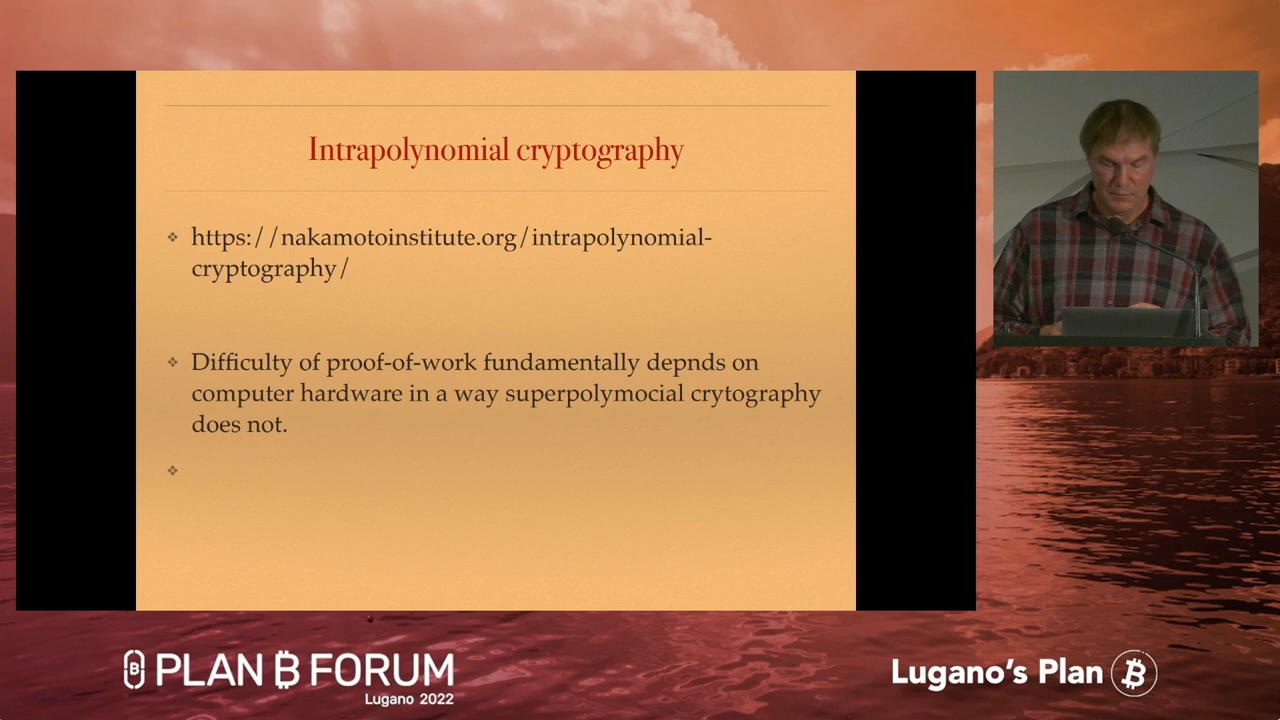 Intrapolynomial cryptography
https://nakamotoinstitute.org/intrapolynomial-
cryptography/
Difficulty of proof-of-work fundamentally depnds on
computer hardware in a way superpolymocial crytography
does not.
PLAN ₿ FORUM
Lugano 2022
Lugano's Plan ₿